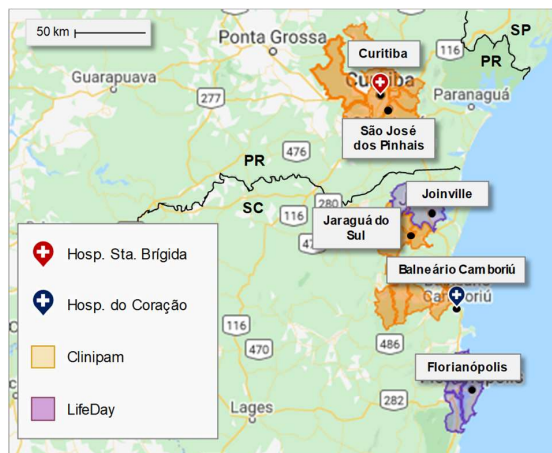 50 km
Ponta Grossa
Curitiba
116
SP
PR
Guarapuava
277
Paranaguá
São José
dos Pinhais
476
PR
SC
280
116
Joinville
Jaraguá do
Sul
Balneário Camboriú
Camboriú
Hosp. Sta. Brígida
Hosp. do Coração
Clinipam
LifeDay
116
470
486
Florianópolis
282
Lages